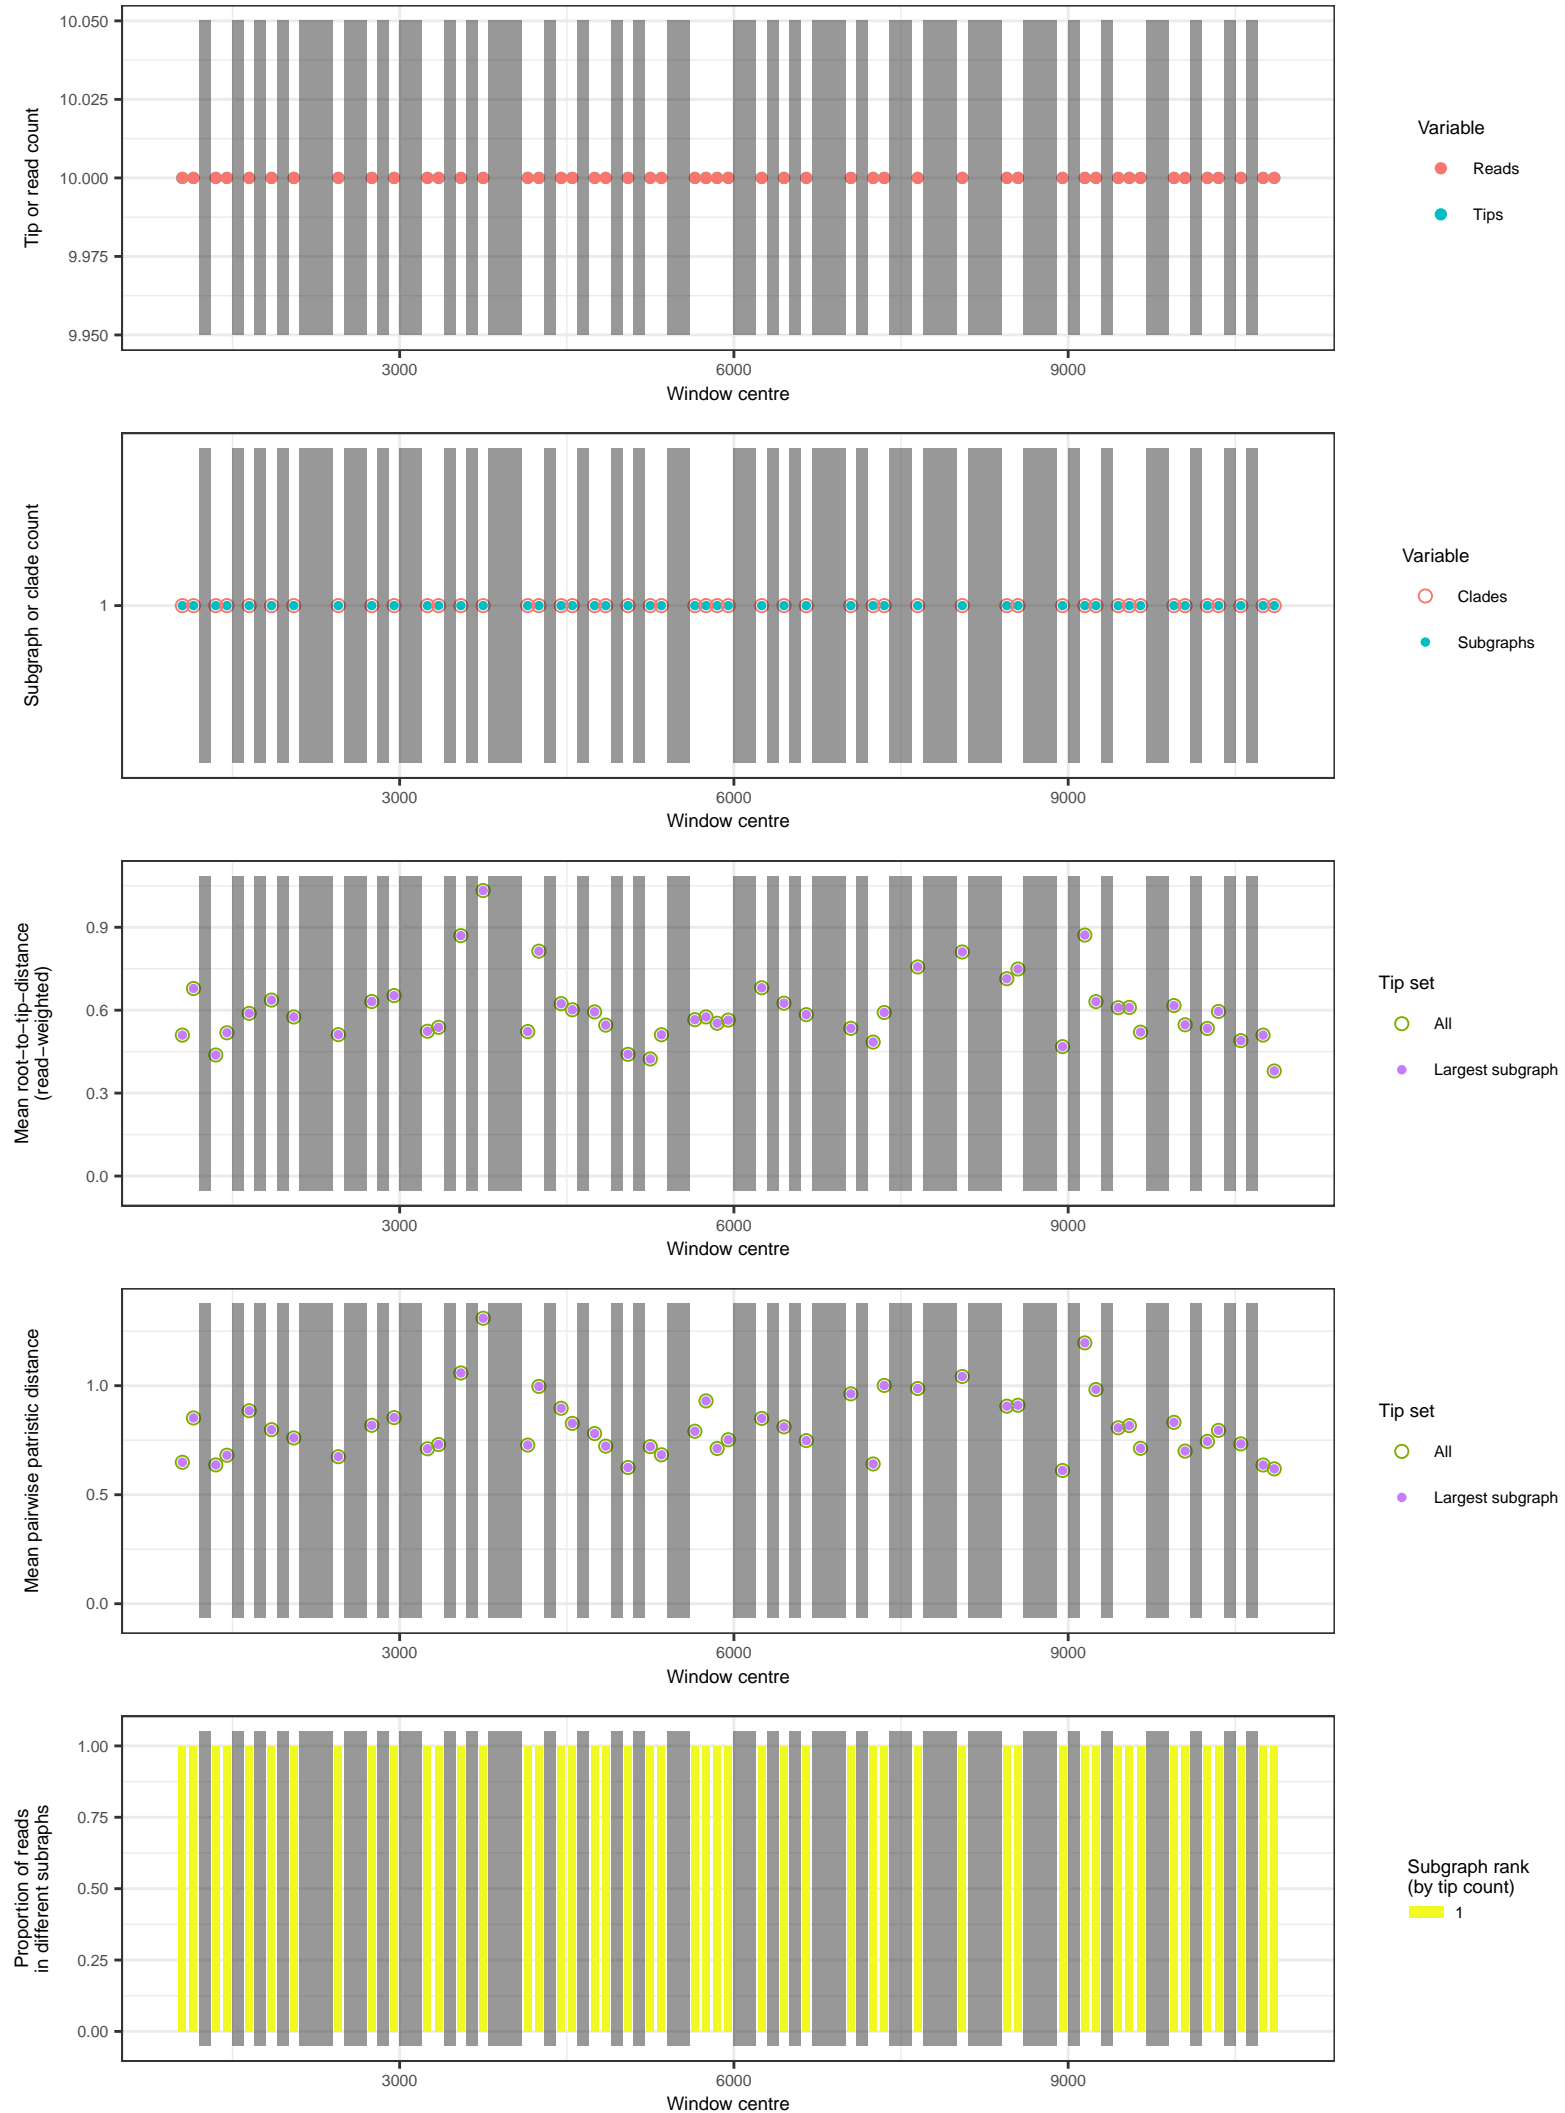 10.050
10.025
10.000
9.975
9.950
Tip or read count
3000
6000
9000
Window centre
Variable
Reads
Tips
1
Subgraph or clade count
3000
6000
9000
Window centre
Variable
Clades
Subgraphs
0.9
0.6
0.3
0.0
Mean root−to−tip−distance
(read−weighted)
3000
6000
9000
Window centre
Tip set
All
Largest subgraph
1.0
0.5
0.0
Mean pairwise patristic distance
3000
6000
9000
Window centre
Tip set
All
Largest subgraph
1.00
0.75
0.50
0.25
0.00
Proportion of reads
in different subraphs
3000
6000
9000
Window centre
Subgraph rank
(by tip count)
1